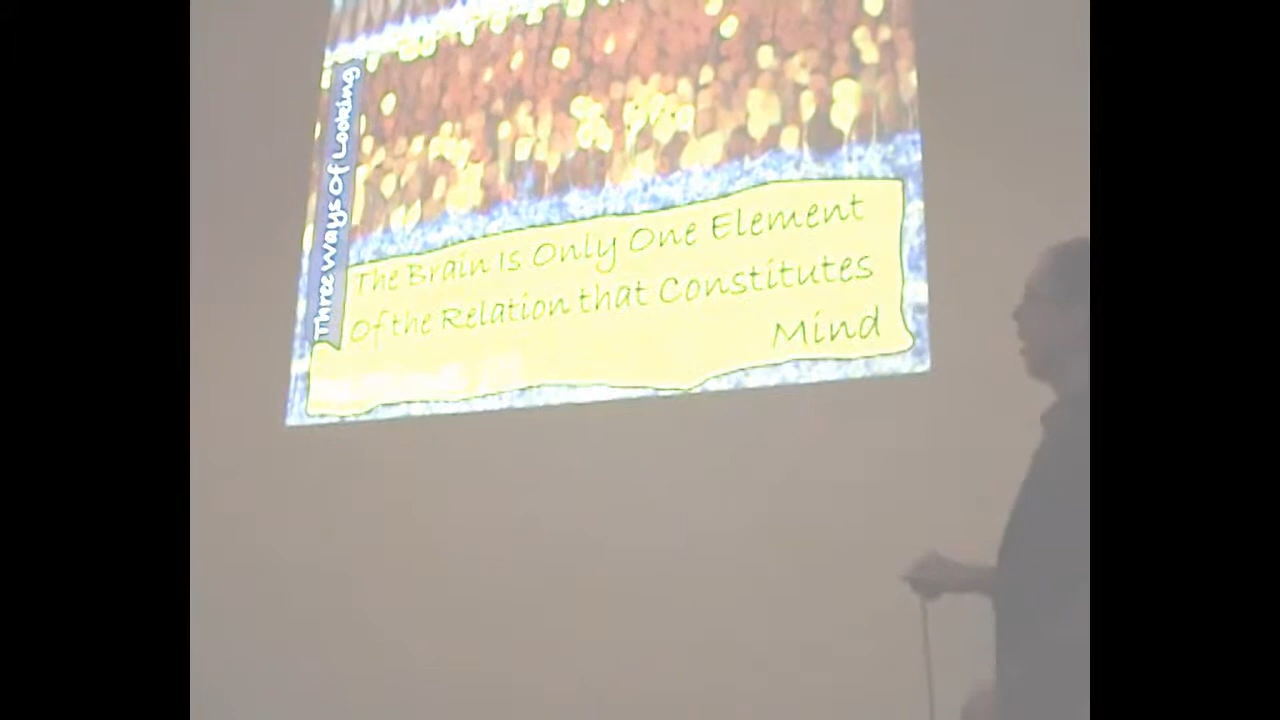 Three Ways Of Looking
The Brain Is Only One Element
Of the Relation that Constitutes
Mind